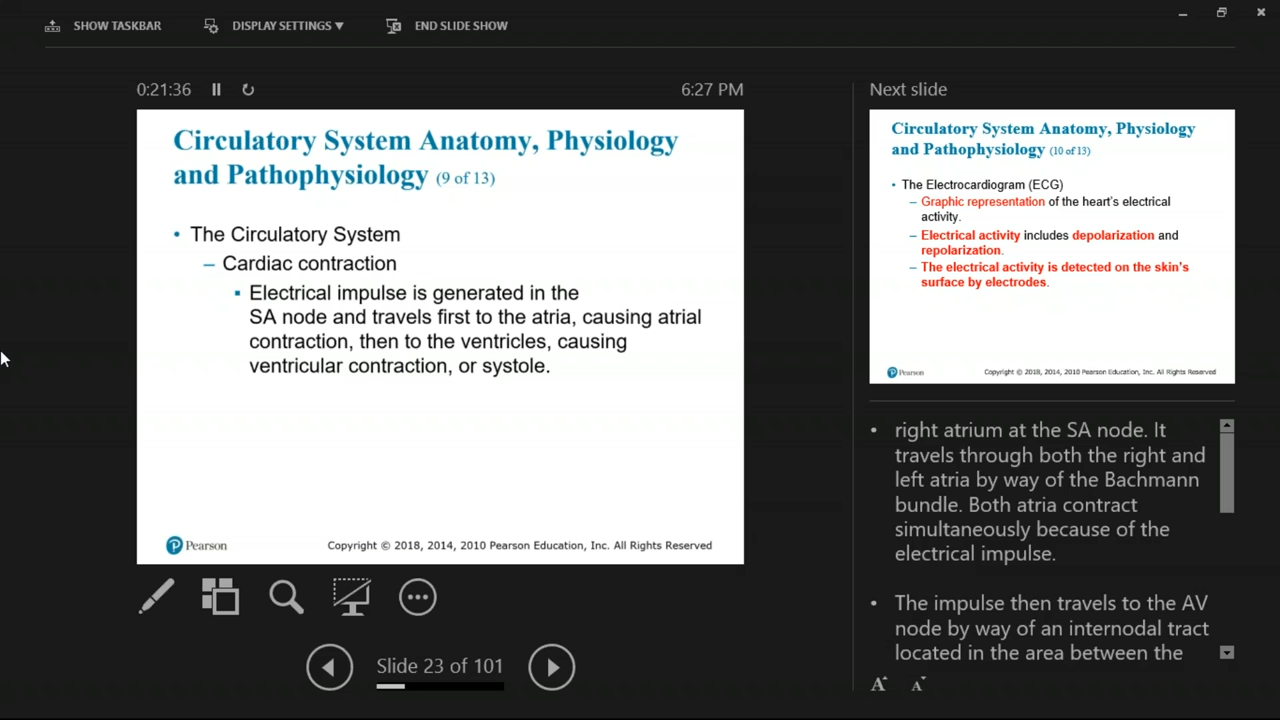 SHOW TASKBAR
DISPLAY SETTINGS ▼
END SLIDE SHOW
0:21:36
6:27 PM
Circulatory System Anatomy, Physiology
and Pathophysiology (9 of 13)
• The Circulatory System
– Cardiac contraction
▪ Electrical impulse is generated in the
SA node and travels first to the atria, causing atrial
contraction, then to the ventricles, causing
ventricular contraction, or systole.
P Pearson
Copyright © 2018, 2014, 2010 Pearson Education, Inc. All Rights Reserved
Slide 23 of 101
Next slide
Circulatory System Anatomy, Physiology
and Pathophysiology (10 of 13)
• The Electrocardiogram (ECG)
– Graphic representation of the heart's electrical
activity.
– Electrical activity includes depolarization and
repolarization.
– The electrical activity is detected on the skin's
surface by electrodes.
P Pearson
Copyright © 2018, 2014, 2010 Pearson Education, Inc. All Rights Reserved
• right atrium at the SA node. It
travels through both the right and
left atria by way of the Bachmann
bundle. Both atria contract
simultaneously because of the
electrical impulse.
• The impulse then travels to the AV
node by way of an internodal tract
located in the area between the
A A